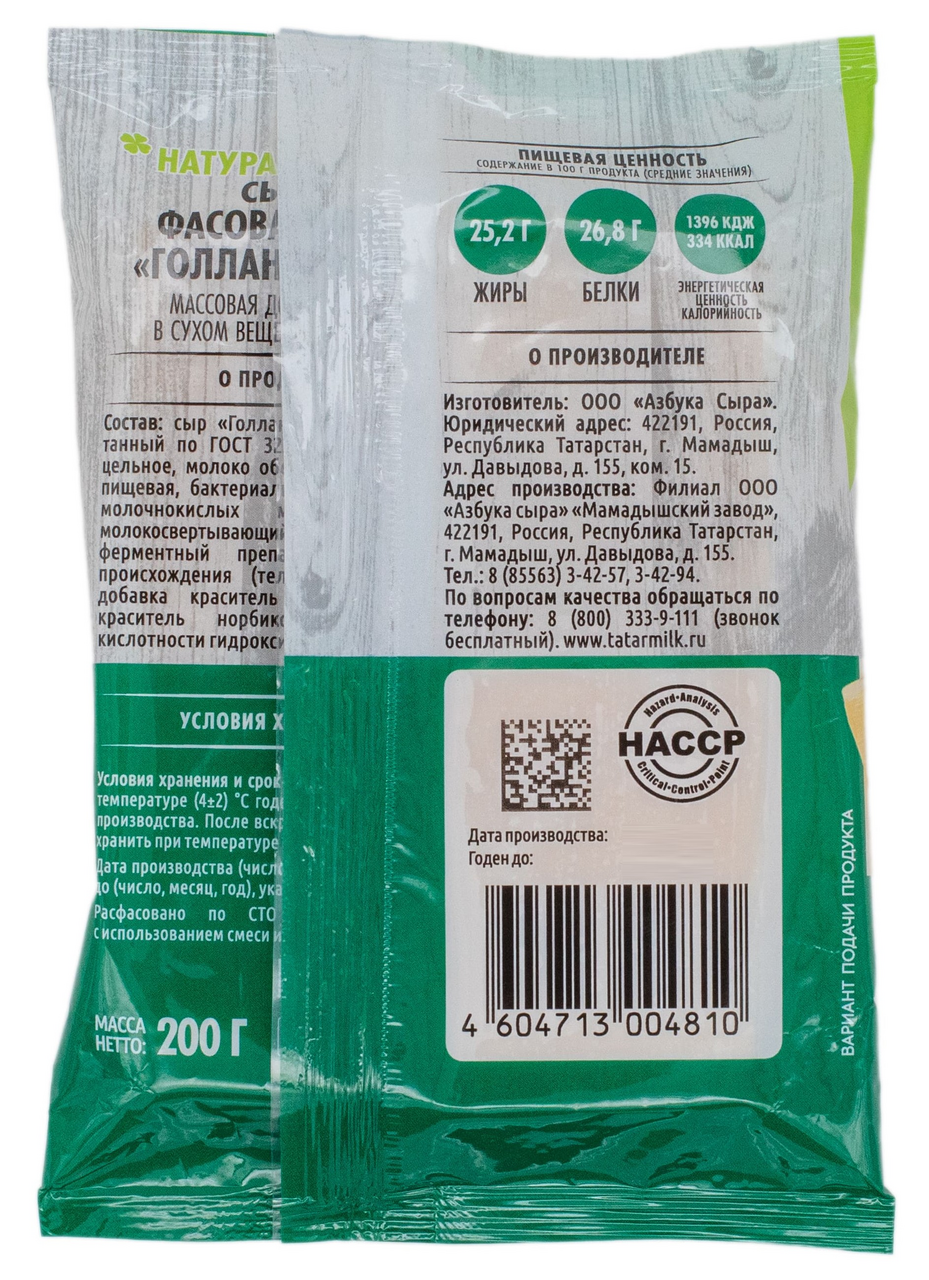 НАТУРА
СЫ
ФАСОВА
«ГОЛЛАН
МАССОВАЯ Д
В СУХОМ ВЕЩЕ
О ПРО
Состав: сыр «Голла
танный по ГОСТ 32
цельное, молоко об
пищевая, бактериал
молочнокислых м
молокосвертывающи
ферментный препа
происхождения (тел
добавка краситель
краситель норбикс
кислотности гидрокси
УСЛОВИЯ Х
Условия хранения и срок
температуре (4±2) °С годе
производства. После вскр
хранить при температуре
Дата производства (число
до (число, месяц, год), ука
Расфасовано по СТО
с использованием смеси и
МАССА
НЕТТО: 200 Г
ПИЩЕВАЯ ЦЕННОСТЬ
СОДЕРЖАНИЕ В 100 Г ПРОДУКТА (СРЕДНИЕ ЗНАЧЕНИЯ)
25,2 Г 26,8 Г 1396 КДЖ
334 ККАЛ
ЖИРЫ БЕЛКИ ЭНЕРГЕТИЧЕСКАЯ
ЦЕННОСТЬ
КАЛОРИЙНОСТЬ
О ПРОИЗВОДИТЕЛЕ
Изготовитель: ООО «Азбука Сыра».
Юридический адрес: 422191, Россия,
Республика Татарстан, г. Мамадыш,
ул. Давыдова, д. 155, ком. 15.
Адрес производства: Филиал ООО
«Азбука сыра» «Мамадышский завод»,
422191, Россия, Республика Татарстан,
г. Мамадыш, ул. Давыдова, д. 155.
Тел.: 8 (85563) 3-42-57, 3-42-94.
По вопросам качества обращаться по
телефону: 8 (800) 333-9-111 (звонок
бесплатный). www.tatarmilk.ru
Hazard•Analysis
HACCP
Critical•Control•Point
Дата производства:
Годен до:
4 604713 004810
ВАРИАНТ ПОДАЧИ ПРОДУКТА